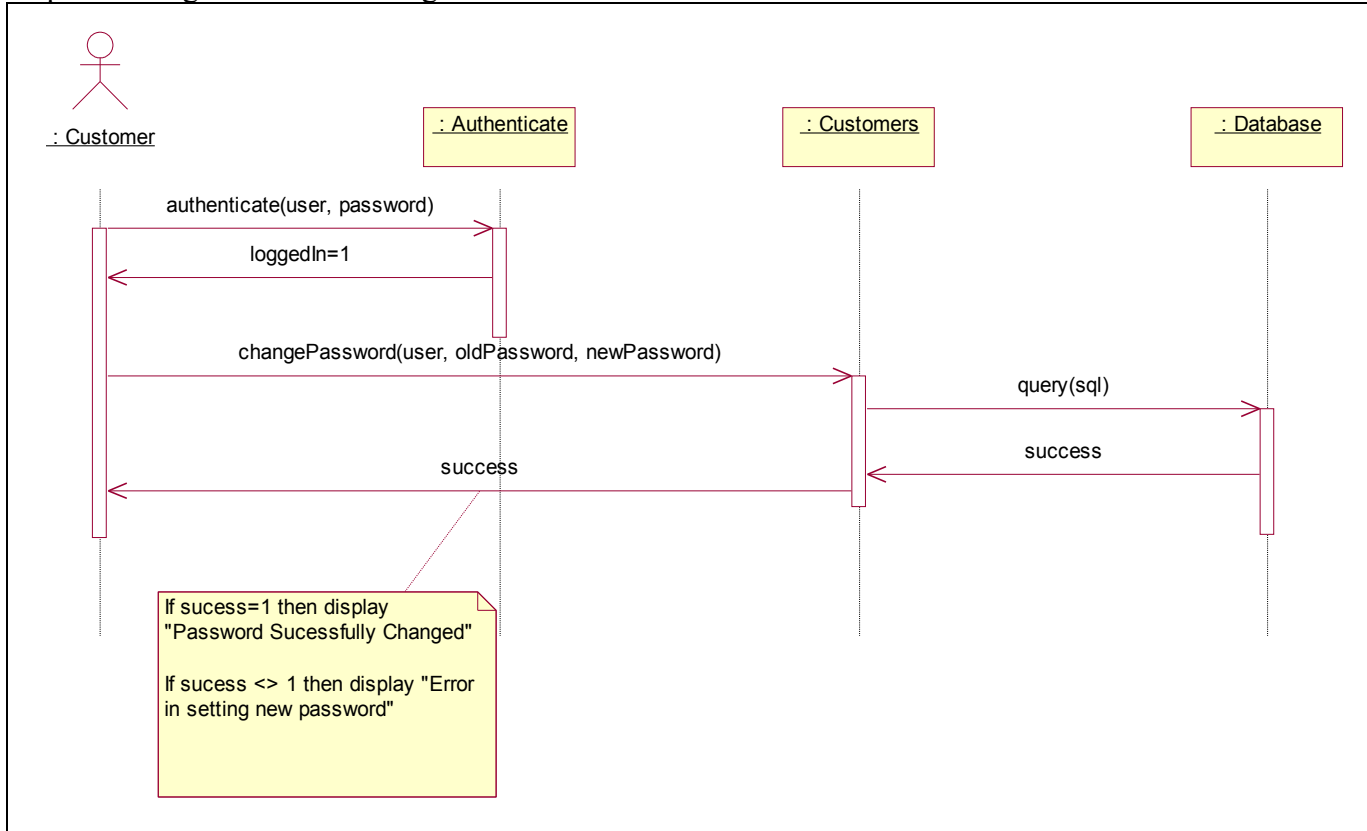 : Customer
: Authenticate
: Customers
: Database
authenticate(user, password)
loggedIn=1
changePassword(user, oldPassword, newPassword)
query(sql)
success
success
If sucess=1 then display
"Password Sucessfully Changed"
If sucess <> 1 then display "Error
in setting new password"